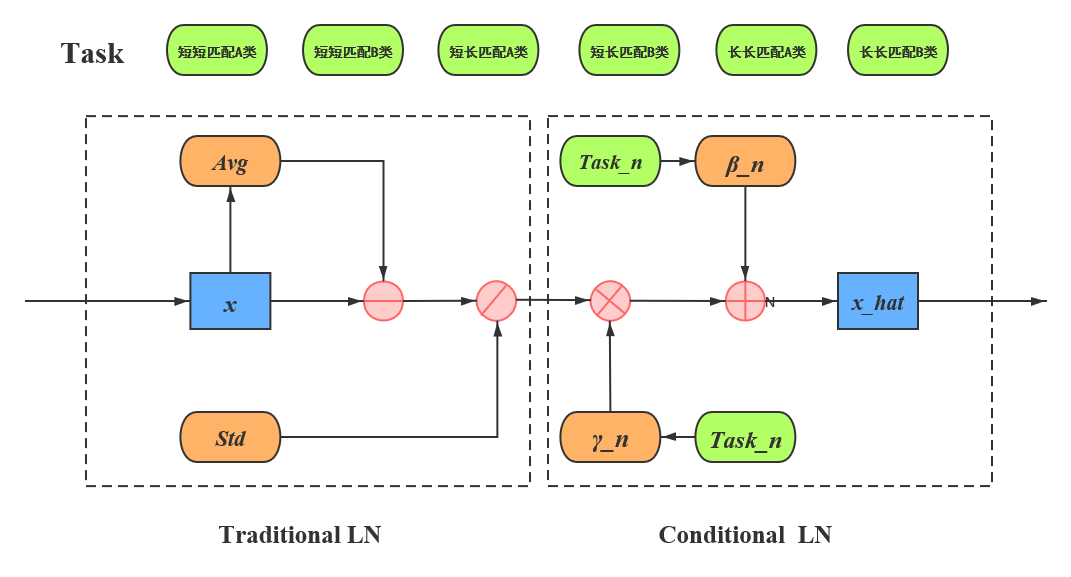 Task
短短匹配A类
短短匹配B类
短长匹配A类
短长匹配B类
长长匹配A类
长长匹配B类
Avg
Task_n
β_n
x
N
x_hat
Std
γ_n
Task_n
Traditional LN
Conditional LN